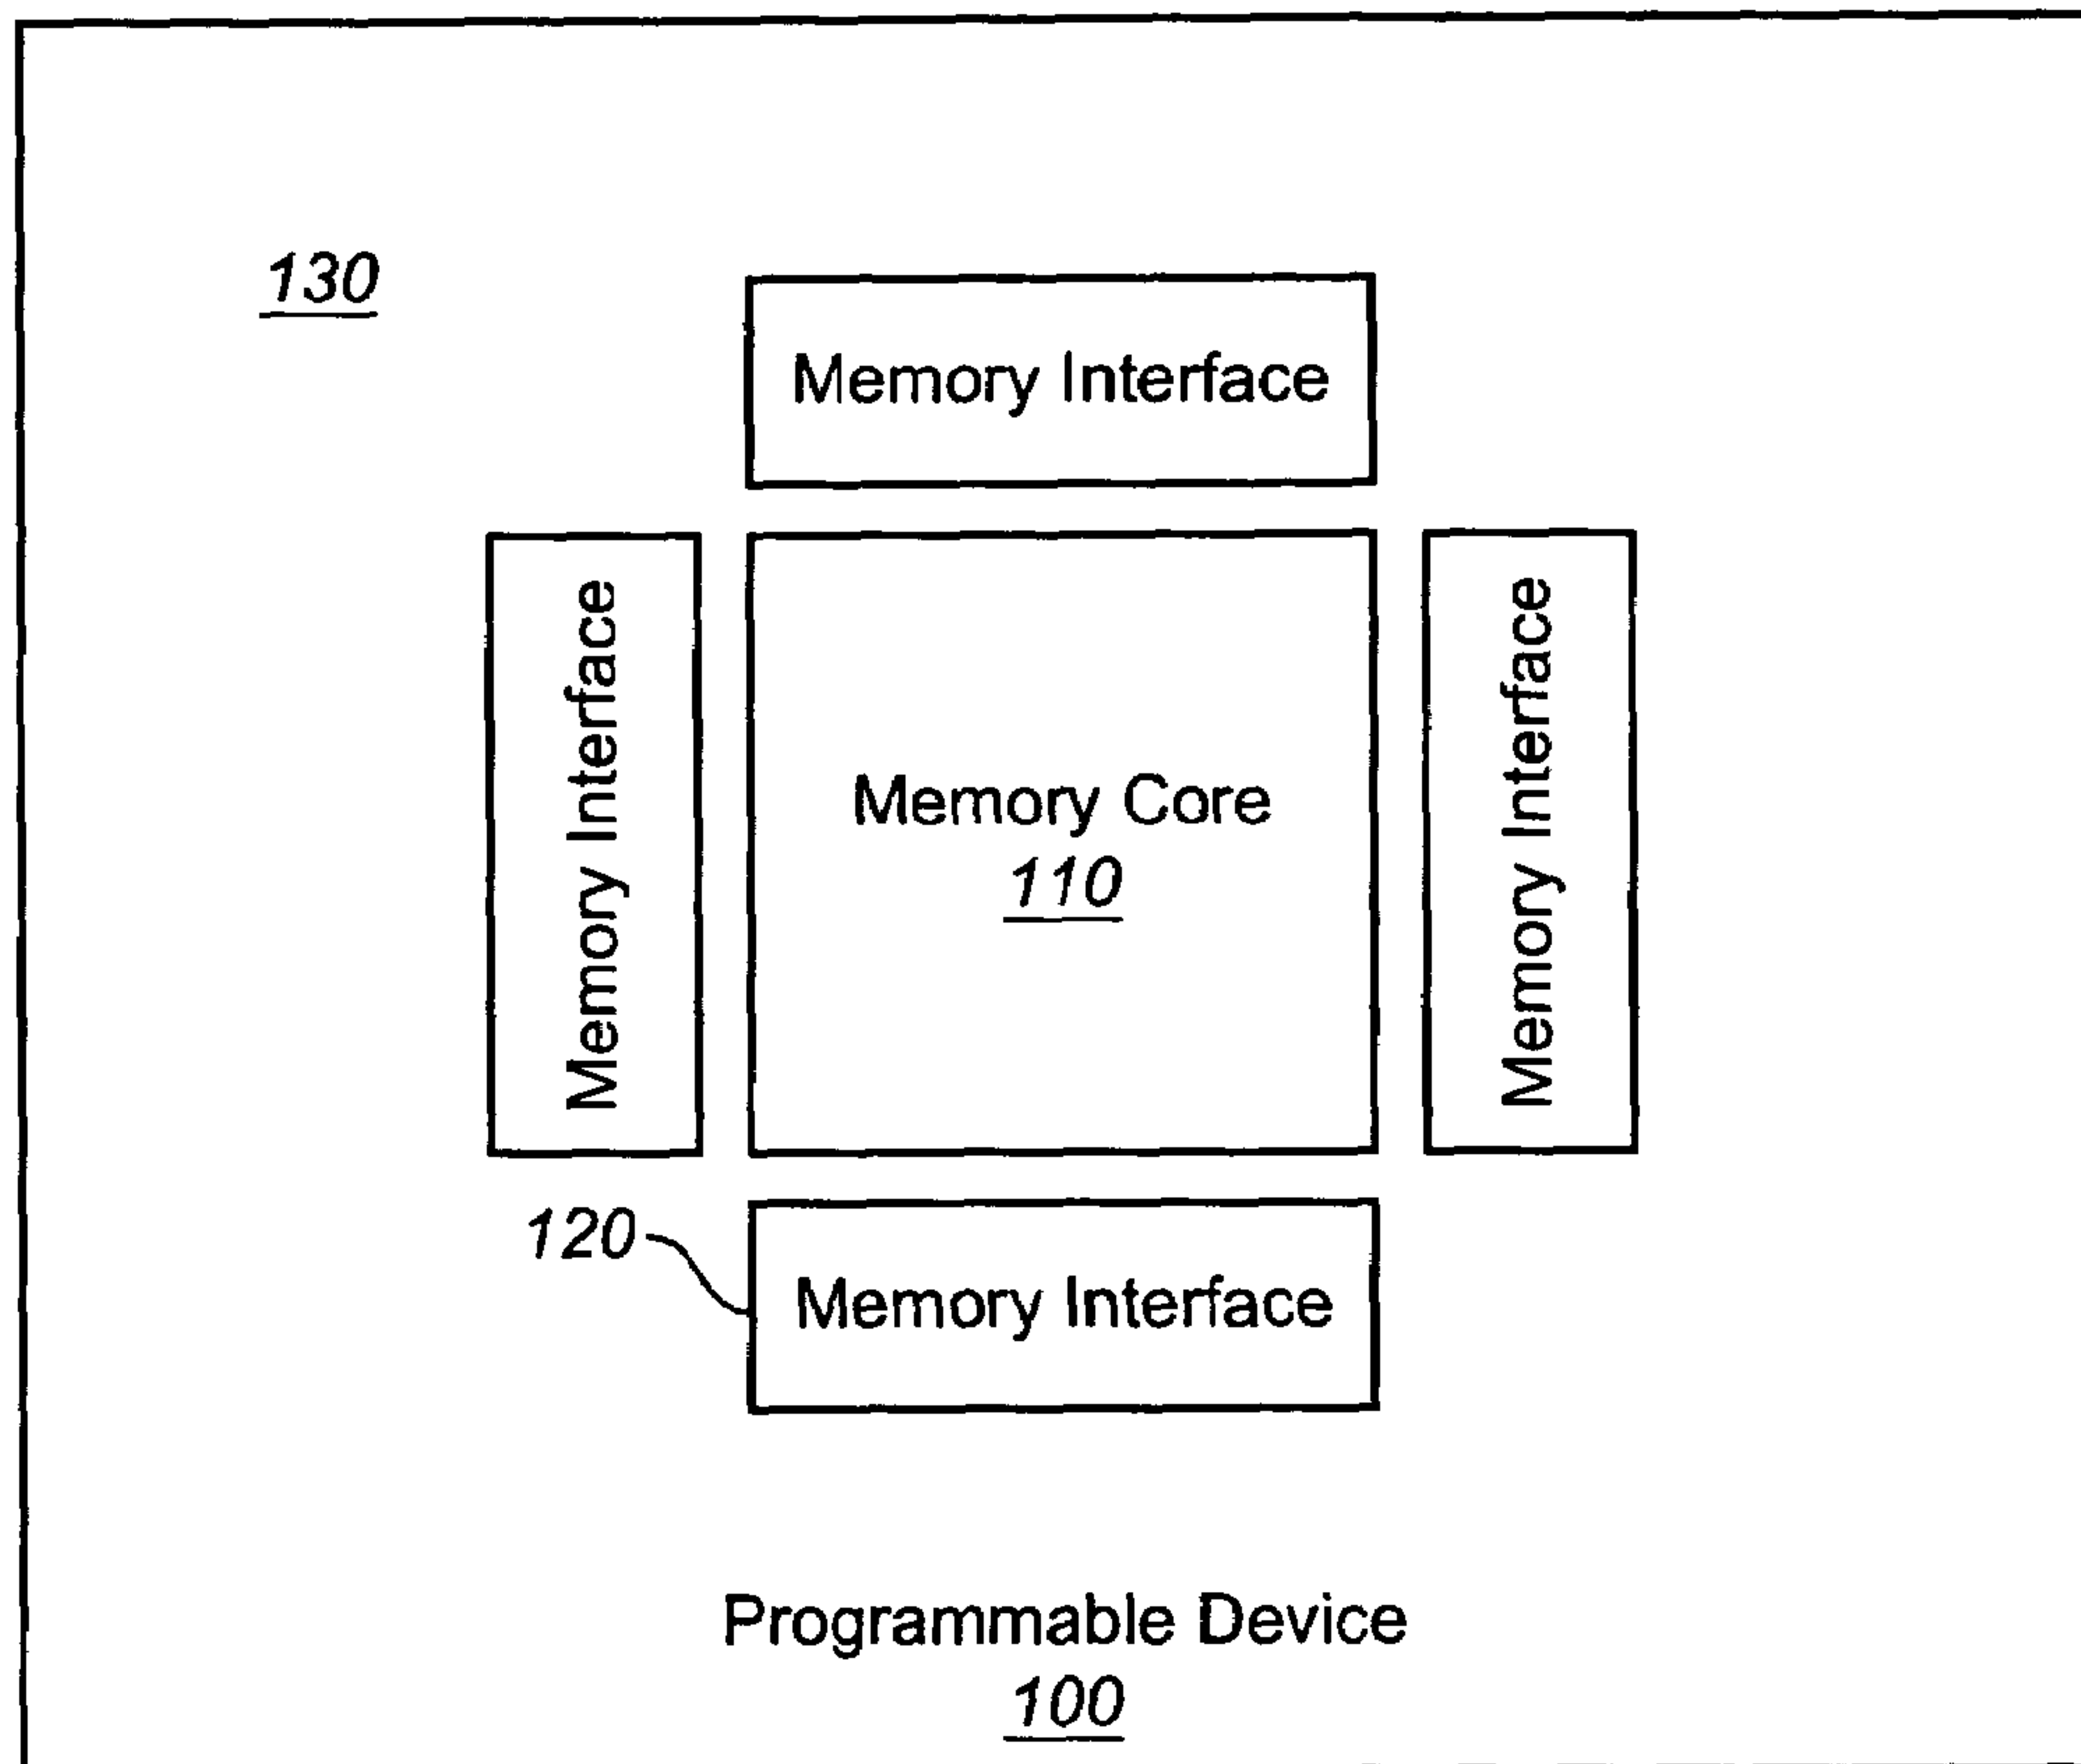 130
Memory Interface
Memory Interface
Memory Core
110
Memory Interface
120
Memory Interface
Programmable Device
100